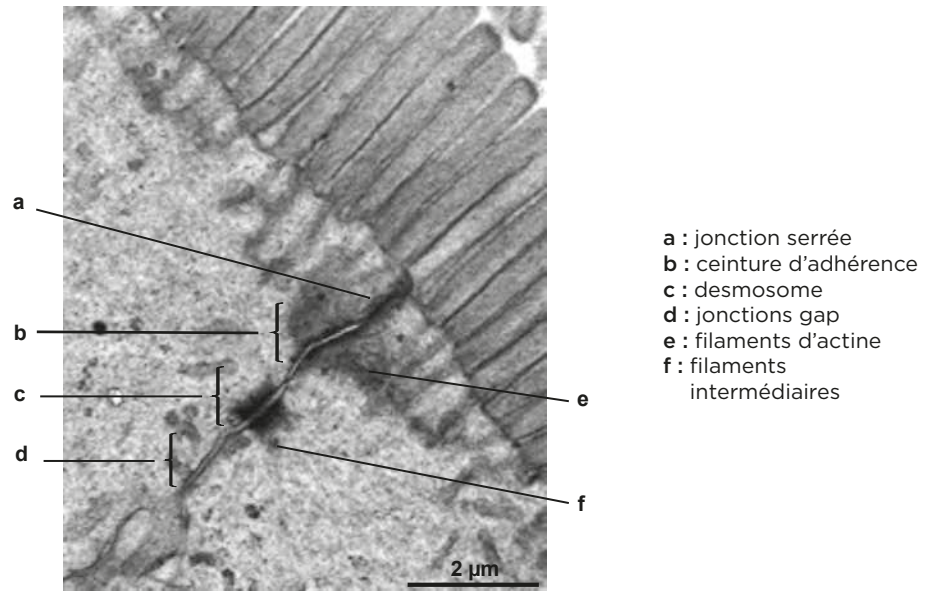 a
b
c
d
e
f
2 µm
a : jonction serrée
b : ceinture d'adhérence
c : desmosome
d : jonctions gap
e : filaments d'actine
f : filaments
intermédiaires